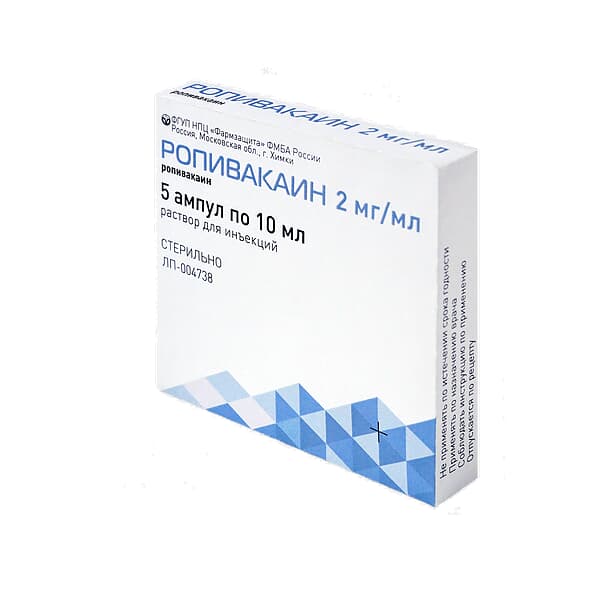 РОПИВАКАИН 2 мг/мл
ропивакаин
ФГУП НПЦ «Фармзащита» ФМБА России
Россия, Московская обл., г. Химки
РОПИВАКАИН 2 мг/мл
ропивакаин
5 ампул по 10 мл
раствор для инъекций
СТЕРИЛЬНО
ЛП-004738
Не применять по истечении срока годности
Применять по назначению врача
Соблюдать инструкцию по применению
Отпускается по рецепту